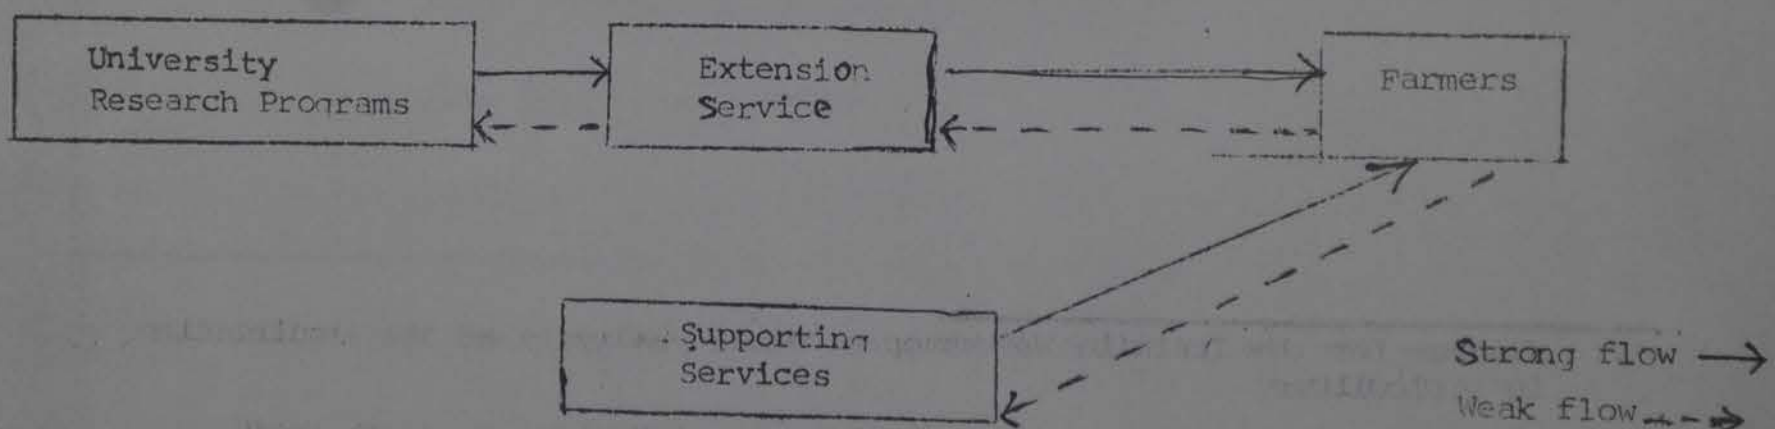 University
Research Programs
Extension
Service
Farmers
Supporting
Services
Strong flow
Weak flow